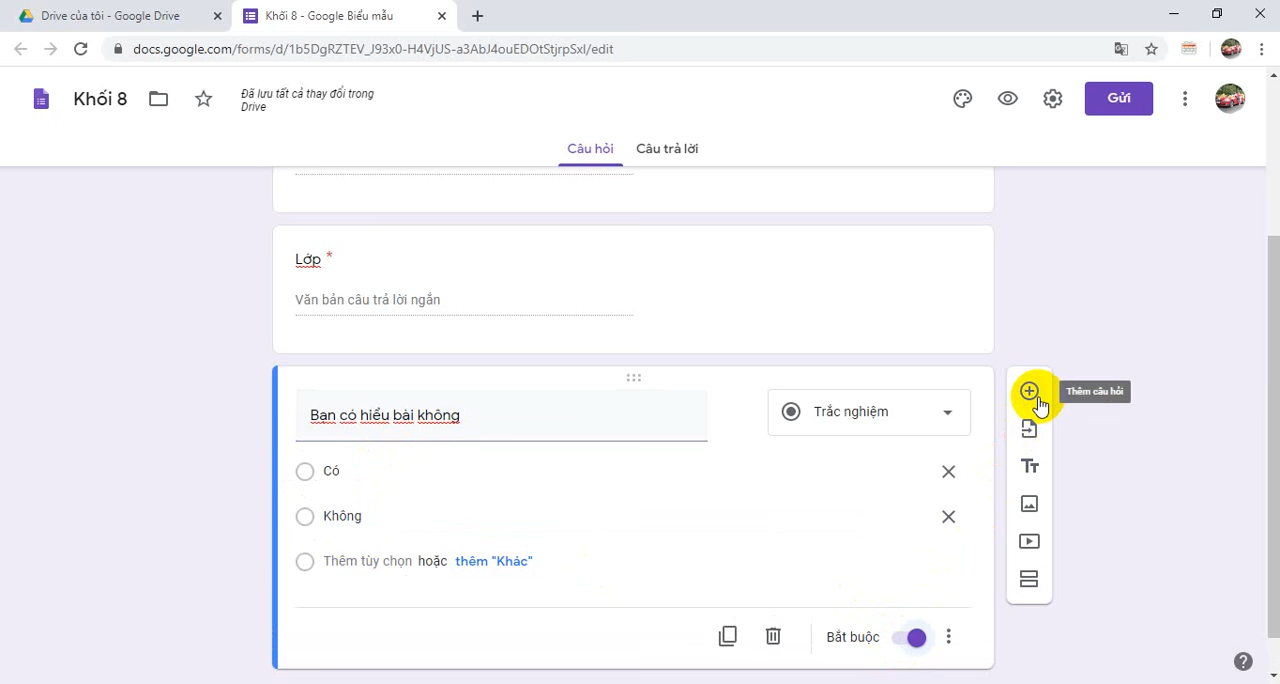 Drive của tôi - Google Drive
Khối 8 - Google Biểu mẫu
docs.google.com/forms/d/1b5DgRZTEV_J93x0-H4VjUS-a3AbJ4ouEDOtStjrpSxI/edit
Khối 8
Đã lưu tất cả thay đổi trong
Drive
Gửi
Câu hỏi
Câu trả lời
Lớp *
Văn bản câu trả lời ngắn
Thêm câu hỏi
Bạn có hiểu bài không
Trắc nghiệm
Có
Không
Thêm tùy chọn hoặc thêm "Khác"
Bắt buộc